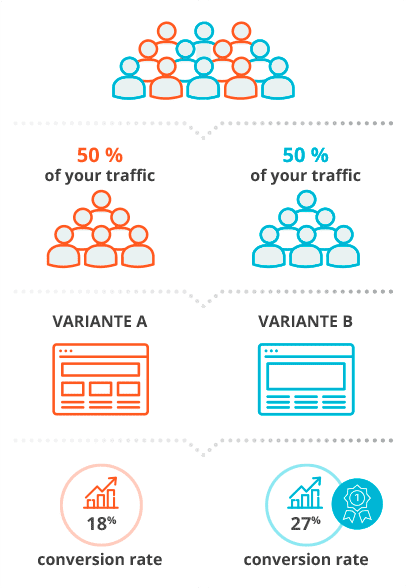 50 %
of your traffic
50 %
of your traffic
VARIANTE A
VARIANTE B
18%
27%
1
conversion rate
conversion rate